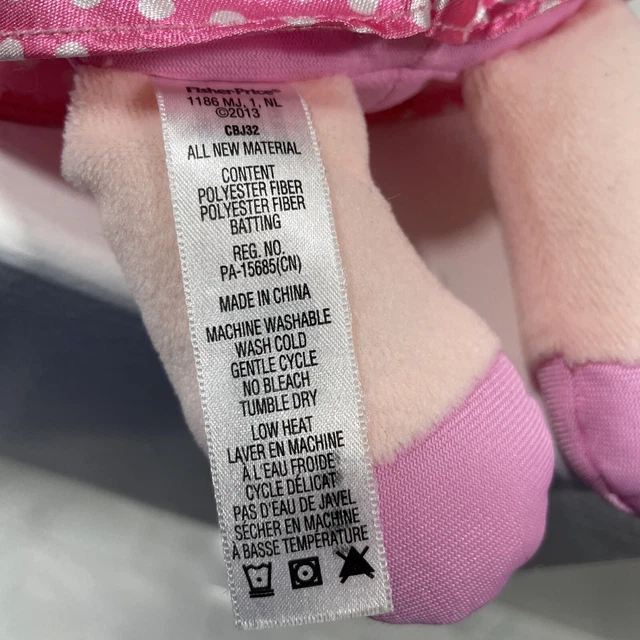 Fisher-Price®
1186 MJ, 1, NL
©2013
CBJ32
ALL NEW MATERIAL
CONTENT
POLYESTER FIBER
POLYESTER FIBER
BATTING
REG. NO.
PA-15685(CN)
MADE IN CHINA
MACHINE WASHABLE
WASH COLD
GENTLE CYCLE
NO BLEACH
TUMBLE DRY
LOW HEAT
LAVER EN MACHINE
À L'EAU FROIDE
CYCLE DÉLICAT
PAS D'EAU DE JAVEL
SÉCHER EN MACHINE
À BASSE TEMPÉRATURE